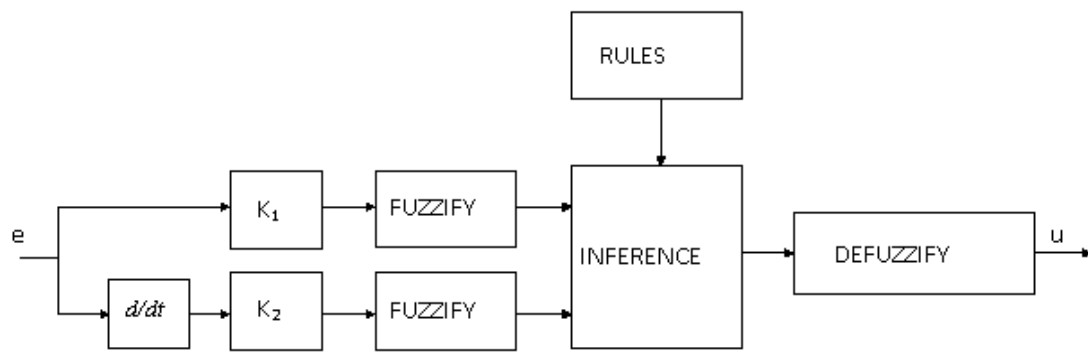 RULES
K₁
FUZZIFY
e
INFERENCE
DEFUZZIFY
u
d/dt
K₂
FUZZIFY